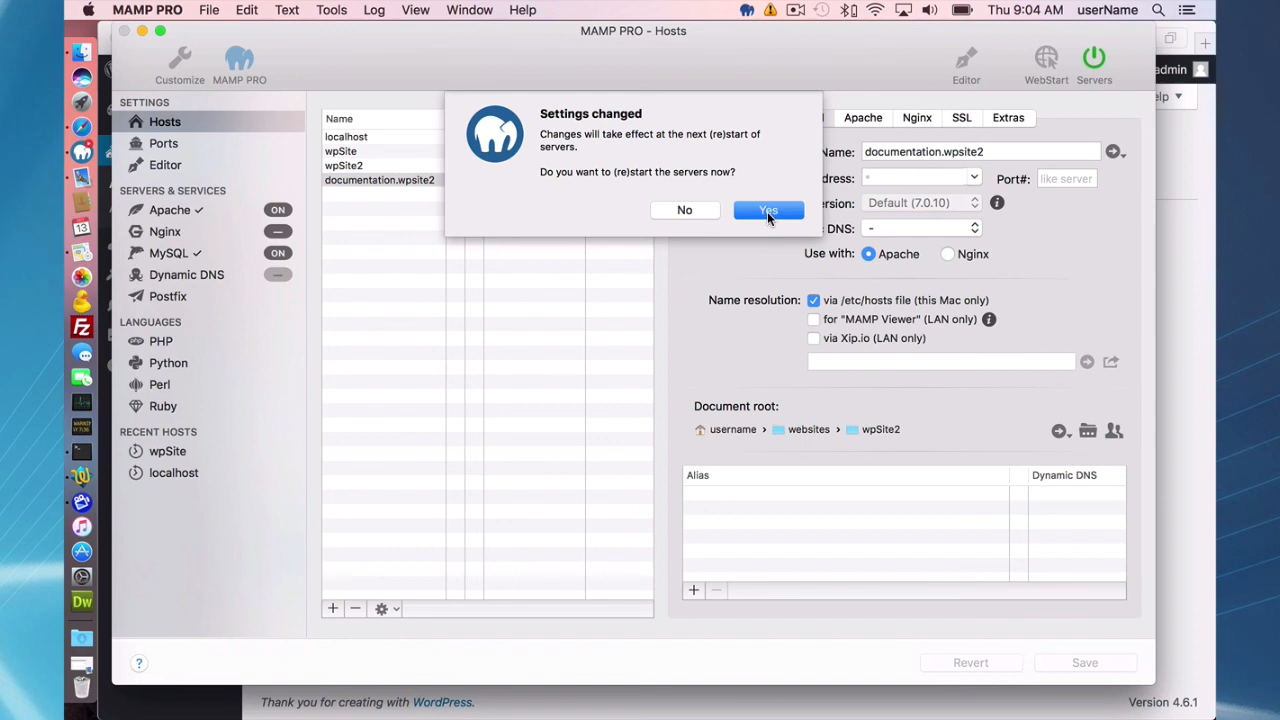 MAMP PRO File Edit Text Tools Log View Window Help Thu 9:04 AM userName
MAMP PRO - Hosts
Customize MAMP PRO Editor WebStart Servers
admin
elp
SETTINGS
Hosts
Ports
Editor
SERVERS & SERVICES
Apache ON
Nginx
MySQL ON
Dynamic DNS
Postfix
LANGUAGES
PHP
Python
Perl
Ruby
RECENT HOSTS
wpSite
localhost
Name
localhost
wpSite
wpSite2
documentation.wpsite2
Settings changed
Changes will take effect at the next (re)start of
servers.
Do you want to (re)start the servers now?
No Yes
Apache Nginx SSL Extras
Name: documentation.wpsite2
dress: * Port#: like server
ersion: Default (7.0.10)
DNS: -
Use with: Apache Nginx
Name resolution: via /etc/hosts file (this Mac only)
for "MAMP Viewer" (LAN only)
via Xip.io (LAN only)
Document root:
username › websites › wpSite2
Alias Dynamic DNS
Revert Save
Dw
Thank you for creating with WordPress. Version 4.6.1